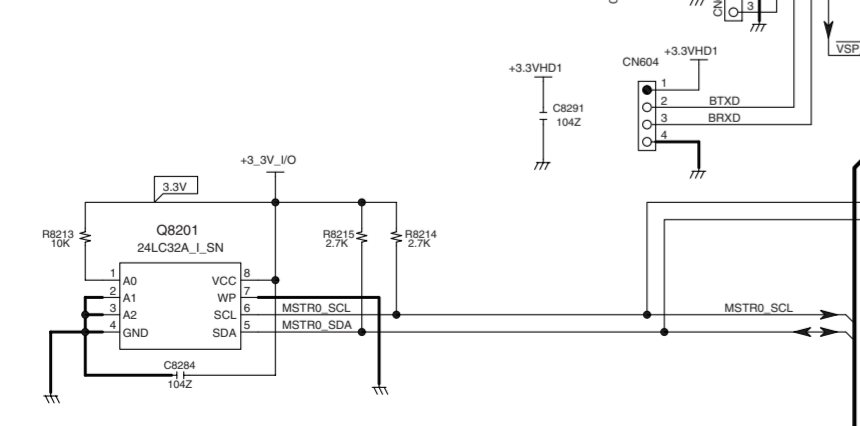 CN
3
VSP
+3.3VHD1
CN604
+3.3VHD1
1
2
BTXD
3
BRXD
4
C8291
104Z
+3_3V_I/O
3.3V
R8213
10K
Q8201
24LC32A_I_SN
R8215
2.7K
R8214
2.7K
1
A0
2
A1
3
A2
4
GND
VCC
8
WP
7
SCL
6
MSTR0_SCL
SDA
5
MSTR0_SDA
MSTR0_SCL
C8284
104Z